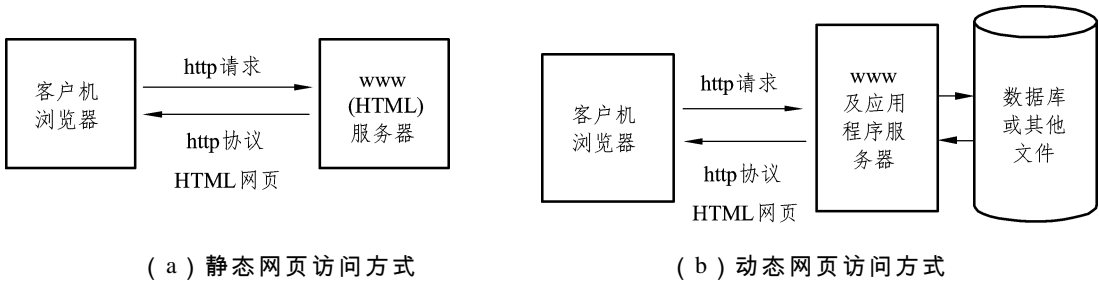 客户机
浏览器
http请求
http协议
HTML网页
www
(HTML)
服务器
(a)静态网页访问方式
客户机
浏览器
http请求
http协议
HTML网页
www
及应用
程序服
务器
数据库
或其他
文件
(b)动态网页访问方式